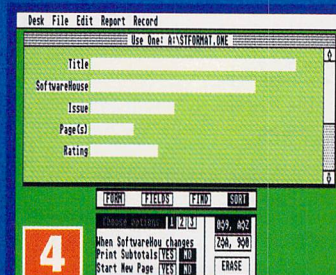 Desk File Edit Report Record
Use One: A:\STFORMAT.ONE
Title
SoftwareHouse
Issue
Page(s)
Rating
FORM FIELDS FIND SORT
Choose options 1 2 3
When SoftwareHou changes
Print Subtotals YES NO
Start New Page YES NO
ERASE
4